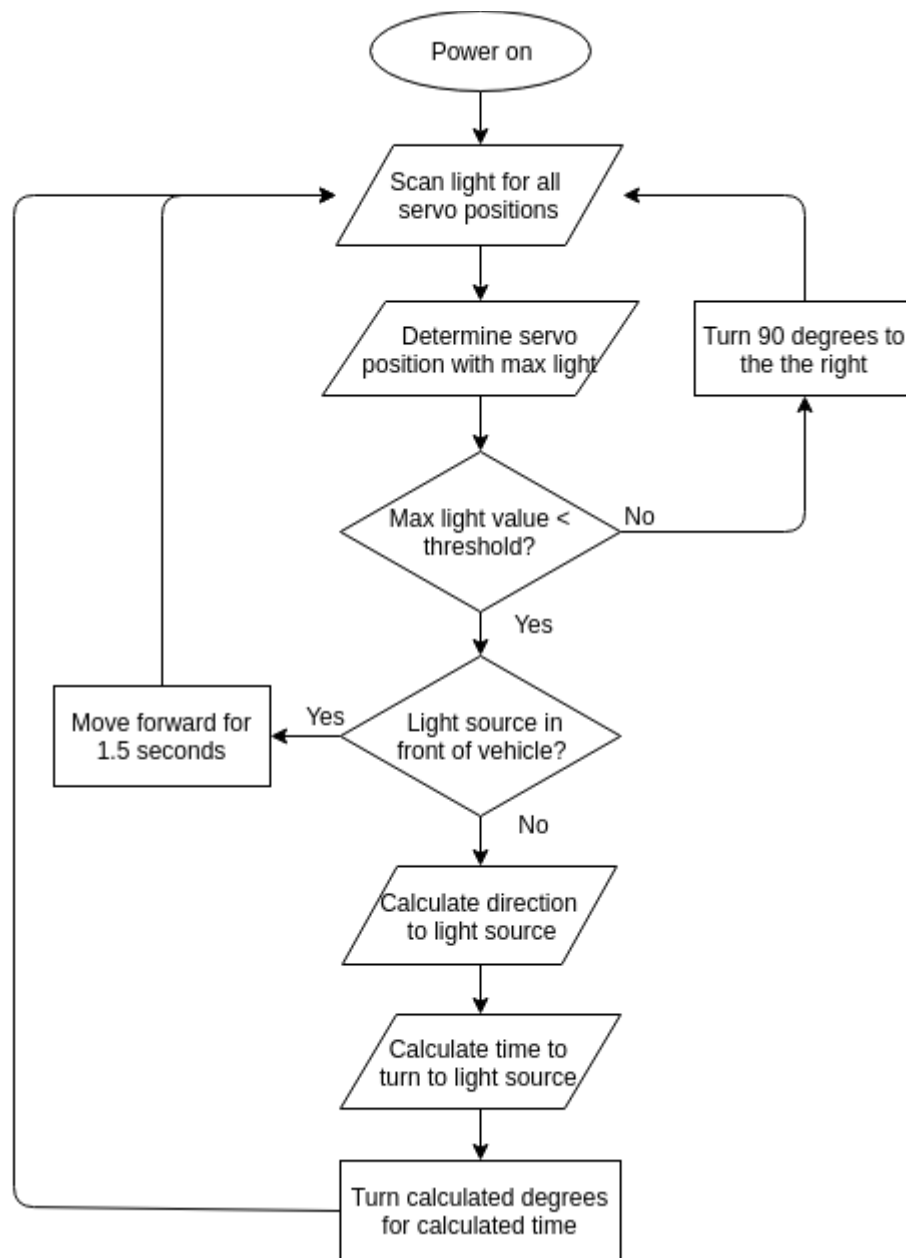 Power on
Scan light for all
servo positions
Determine servo
position with max light
Turn 90 degrees to
the the right
Max light value <
threshold?
No
Yes
Light source in
front of vehicle?
Yes
Move forward for
1.5 seconds
No
Calculate direction
to light source
Calculate time to
turn to light source
Turn calculated degrees
for calculated time